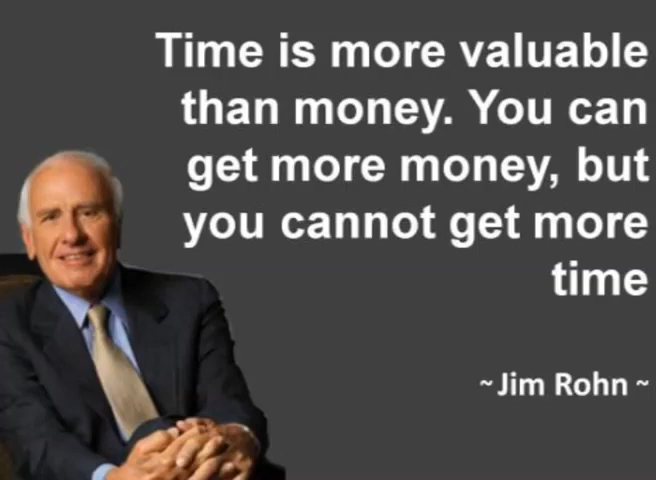 Time is more valuable
than money. You can
get more money, but
you cannot get more
time
~ Jim Rohn ~